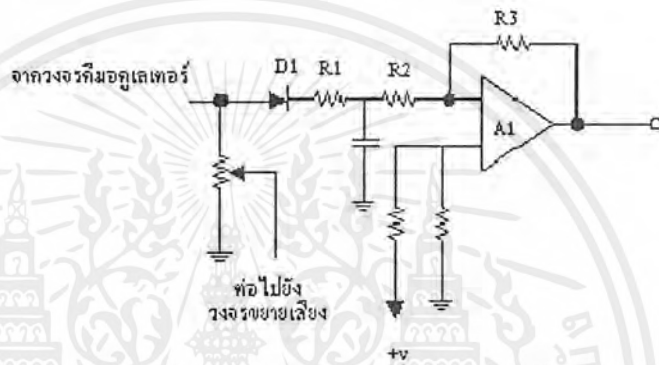 จากวงจรดีมอดูเลเตอร์
D1
R1
R2
R3
A1
ต่อไปยัง
วงจรขยายเสียง
+v